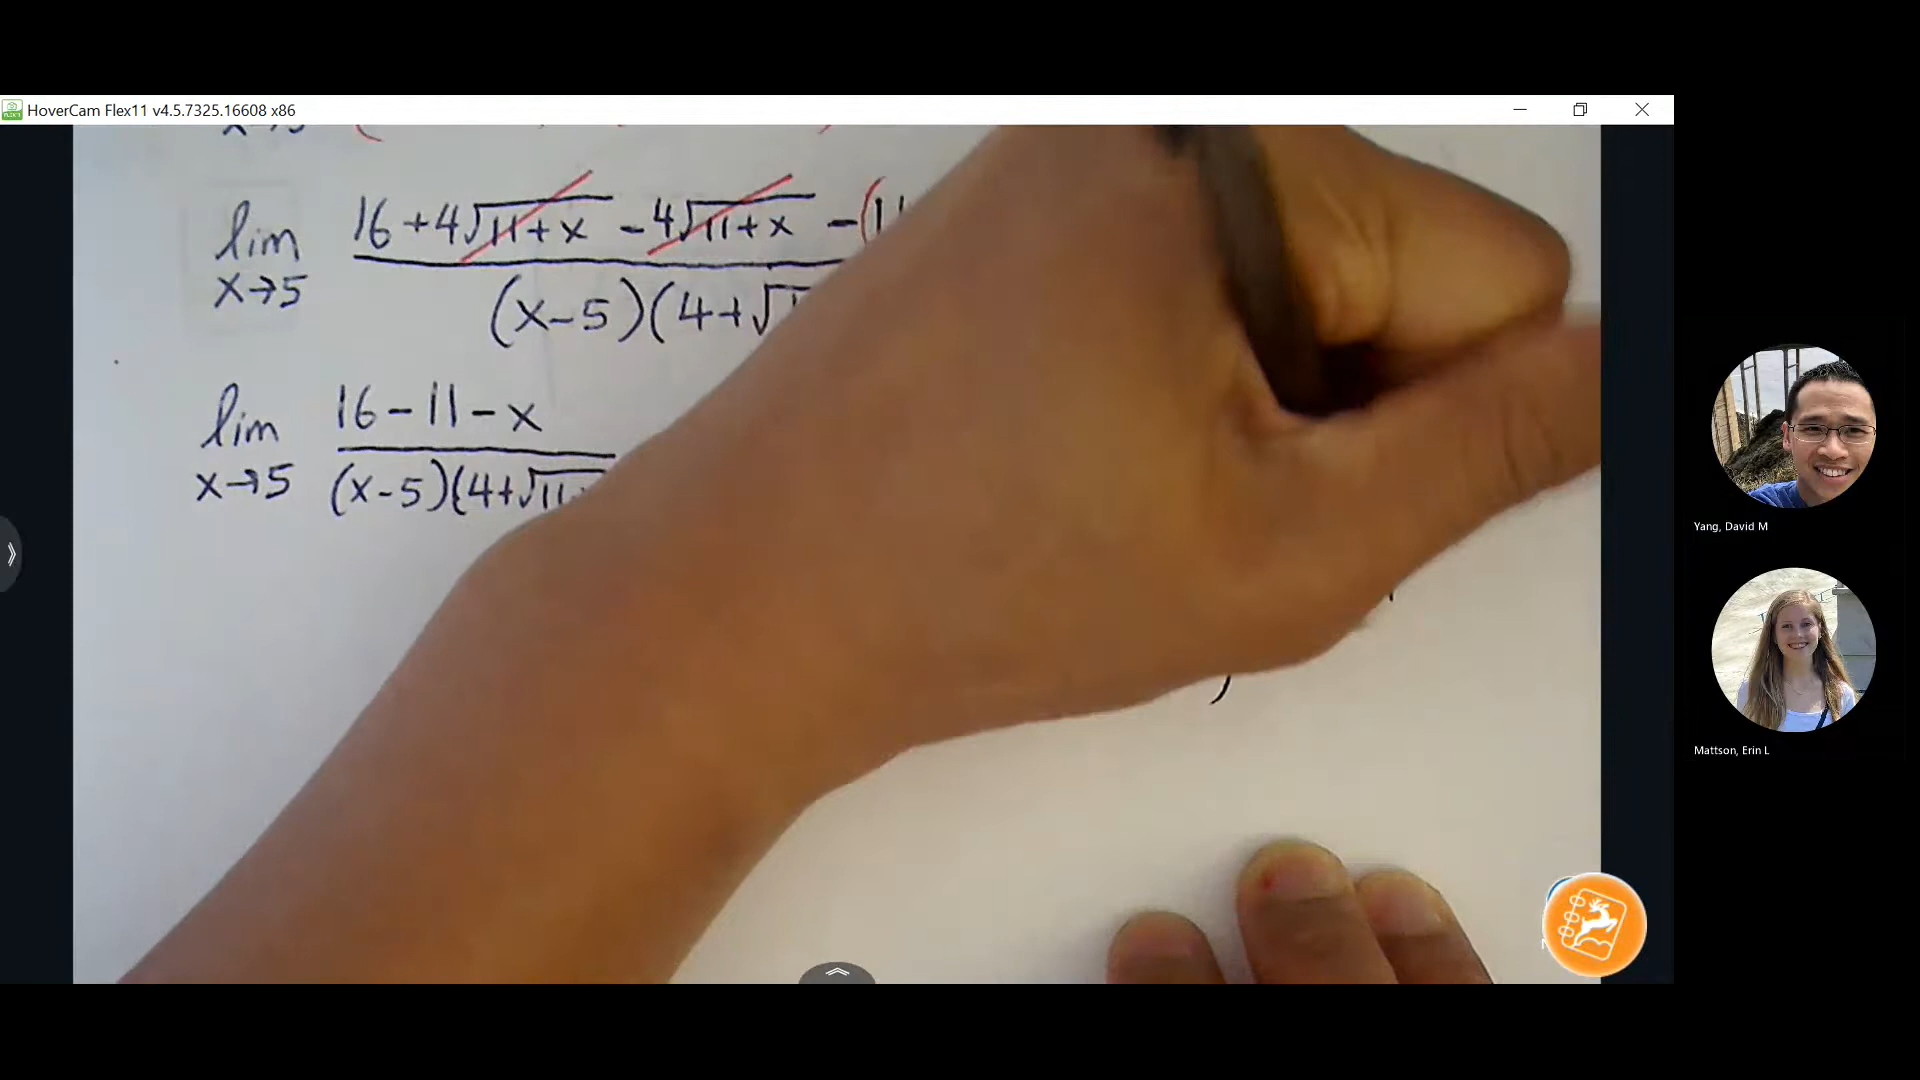 HoverCam Flex11 v4.5.7325.16608 x86
lim 16 + 4√11 + x - 4√11 + x - (11
x→5 (x - 5)(4 + √
lim 16 - 11 - x
x→5 (x - 5)(4 + √11
Yang, David M
Mattson, Erin L